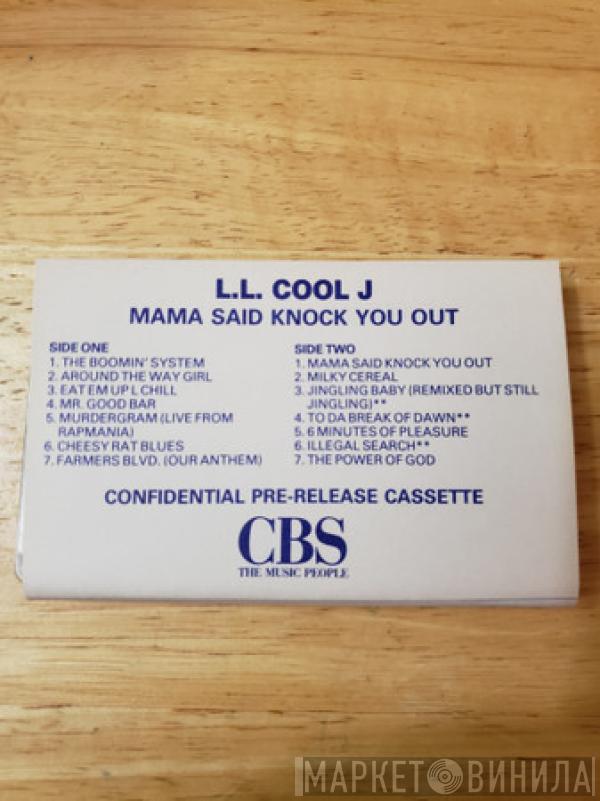 L.L. COOL J
MAMA SAID KNOCK YOU OUT
SIDE ONE
1. THE BOOMIN' SYSTEM
2. AROUND THE WAY GIRL
3. EAT EM UP L CHILL
4. MR. GOOD BAR
5. MURDERGRAM (LIVE FROM
RAPMANIA)
6. CHEESY RAT BLUES
7. FARMERS BLVD. (OUR ANTHEM)
SIDE TWO
1. MAMA SAID KNOCK YOU OUT
2. MILKY CEREAL
3. JINGLING BABY (REMIXED BUT STILL
JINGLING)**
4. TO DA BREAK OF DAWN**
5. 6 MINUTES OF PLEASURE
6. ILLEGAL SEARCH**
7. THE POWER OF GOD
CONFIDENTIAL PRE-RELEASE CASSETTE
CBS
THE MUSIC PEOPLE
МАРКЕТ ВИНИЛА